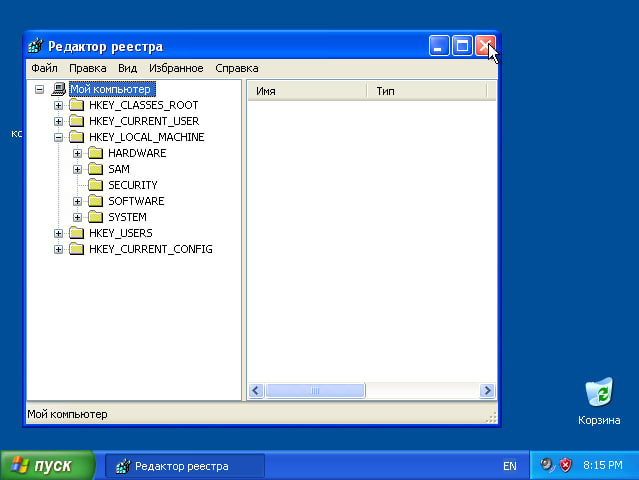 Редактор реестра
Файл Правка Вид Избранное Справка
Мой компьютер
HKEY_CLASSES_ROOT
HKEY_CURRENT_USER
HKEY_LOCAL_MACHINE
HARDWARE
SAM
SECURITY
SOFTWARE
SYSTEM
HKEY_USERS
HKEY_CURRENT_CONFIG
Имя Тип
Мой компьютер
Корзина
пуск Редактор реестра EN 8:15 PM